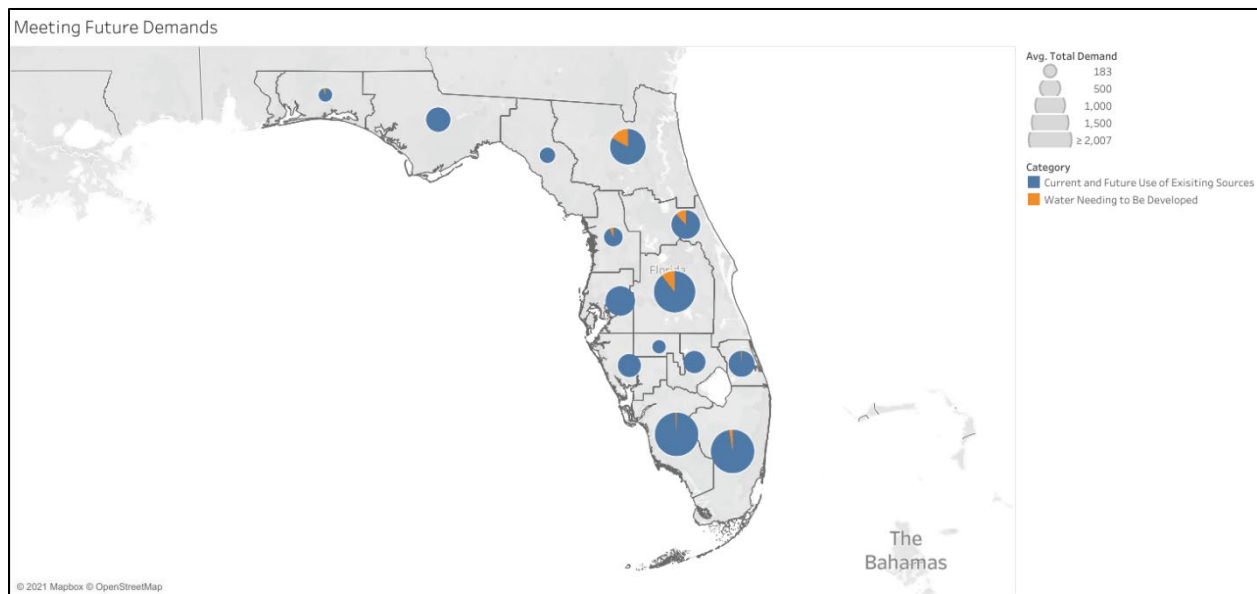 Meeting Future Demands
Avg. Total Demand
183
500
1,000
1,500
≥ 2,007
Category
Current and Future Use of Exisiting Sources
Water Needing to Be Developed
Florida
The
Bahamas
© 2021 Mapbox © OpenStreetMap